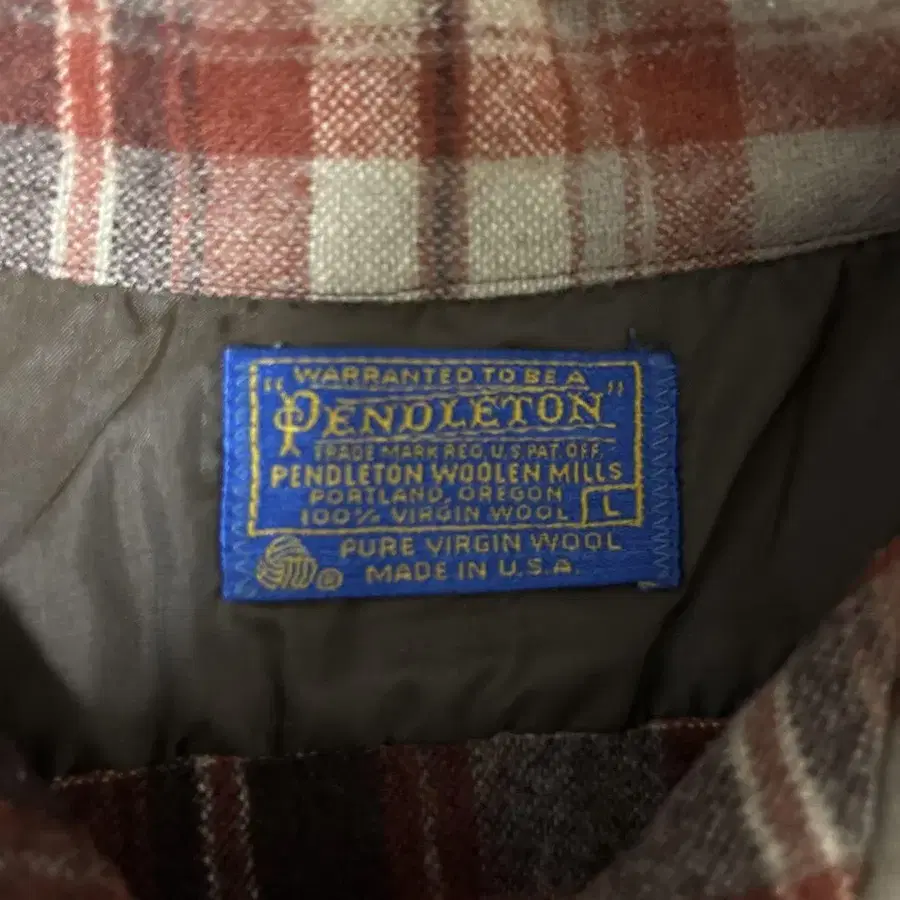 WARRANTED TO BE A
"PENDLETON"
TRADE MARK REG. U.S. PAT. OFF.
PENDLETON WOOLEN MILLS
PORTLAND, OREGON
100% VIRGIN WOOL L
PURE VIRGIN WOOL
® MADE IN U.S.A.